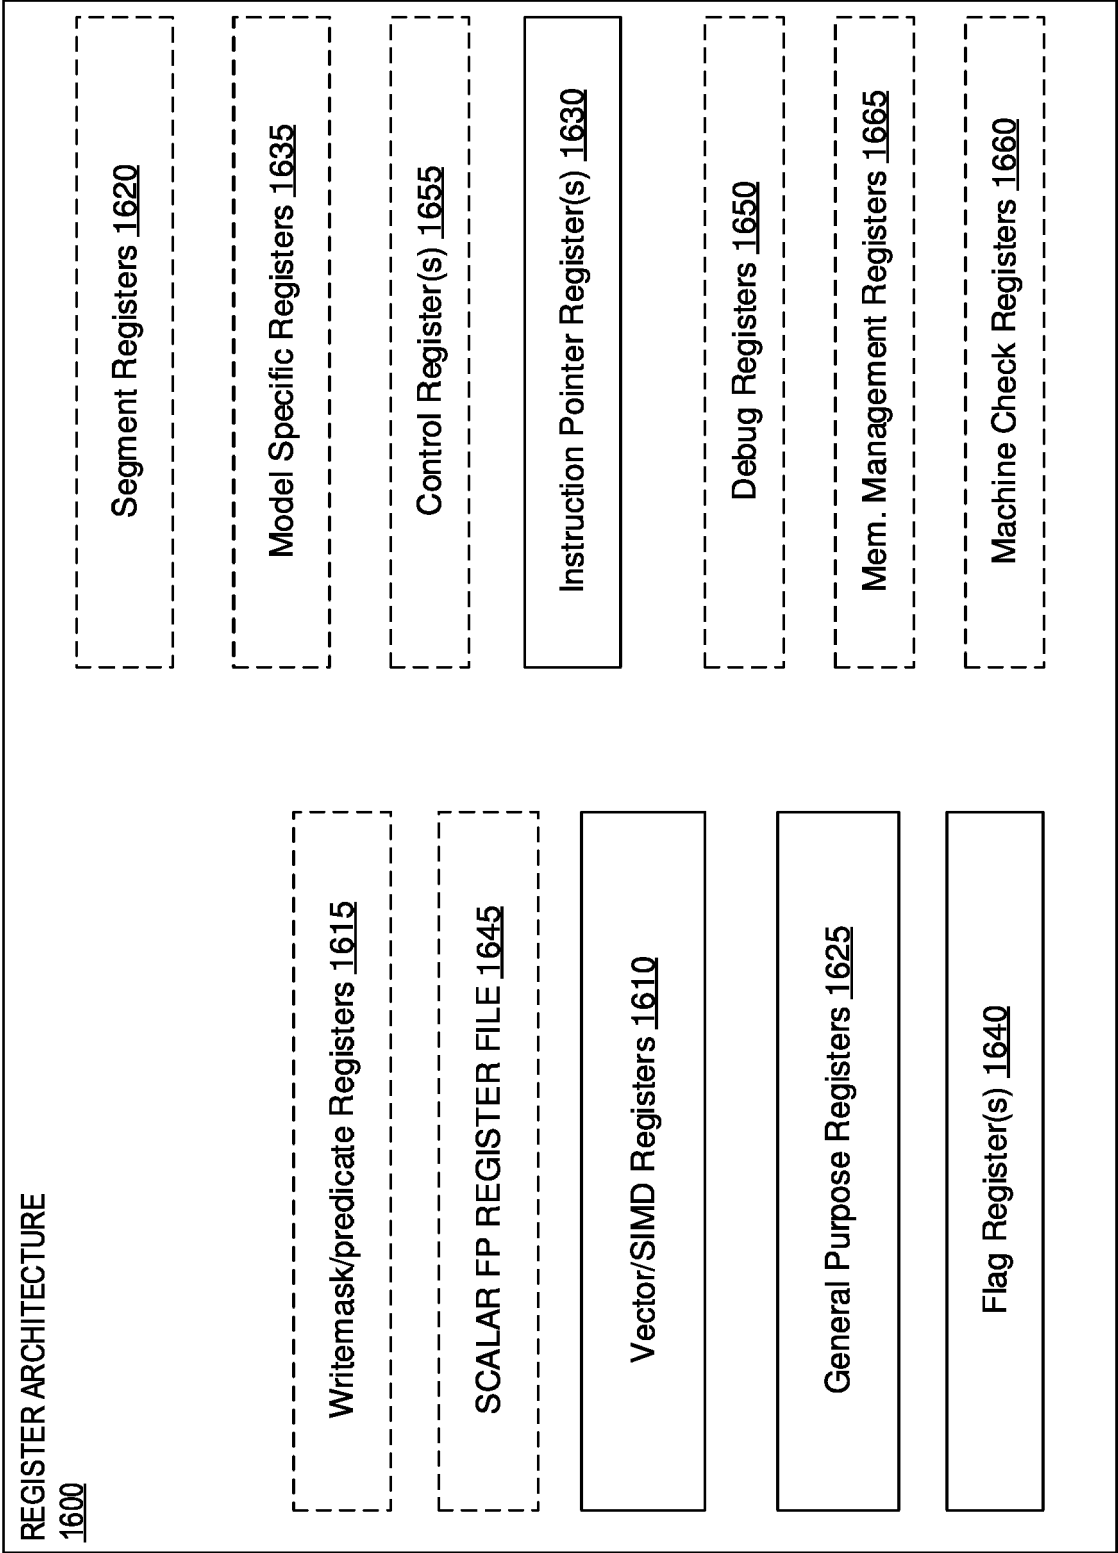 REGISTER ARCHITECTURE
1600
Writemask/predicate Registers 1615
SCALAR FP REGISTER FILE 1645
Vector/SIMD Registers 1610
General Purpose Registers 1625
Flag Register(s) 1640
Segment Registers 1620
Model Specific Registers 1635
Control Register(s) 1655
Instruction Pointer Register(s) 1630
Debug Registers 1650
Mem. Management Registers 1665
Machine Check Registers 1660